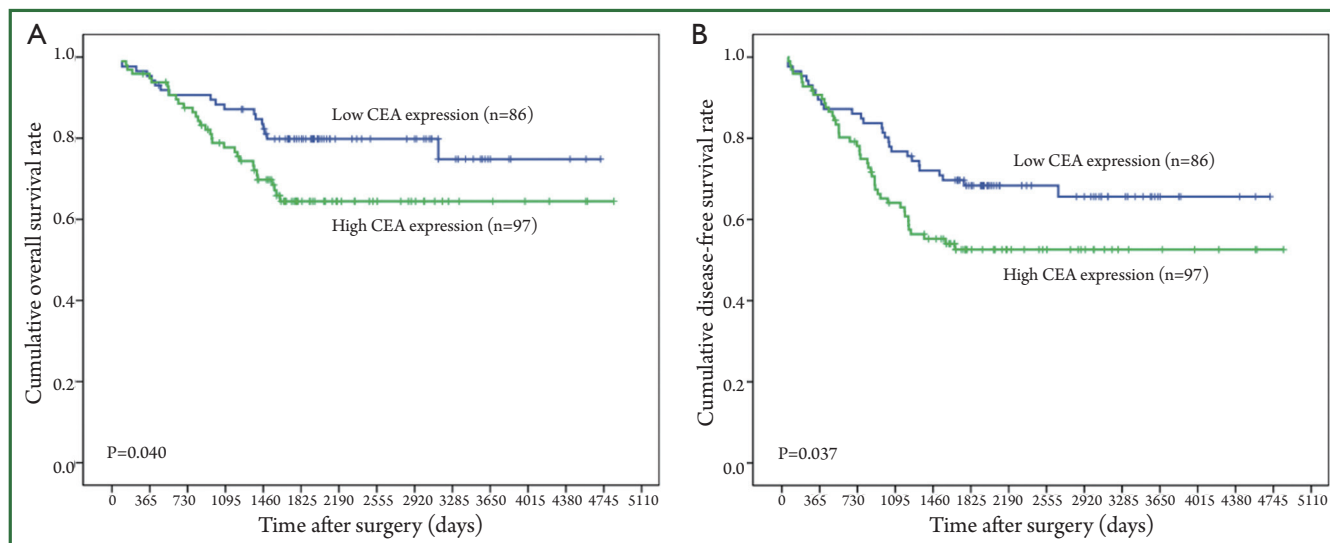 A
Cumulative overall survival rate
1.0
0.8
0.6
0.4
0.2
0.0
Low CEA expression (n=86)
High CEA expression (n=97)
P=0.040
0 365 730 1095 1460 1825 2190 2555 2920 3285 3650 4015 4380 4745 5110
Time after surgery (days)
B
Cumulative disease-free survival rate
1.0
0.8
0.6
0.4
0.2
0.0
Low CEA expression (n=86)
High CEA expression (n=97)
P=0.037
0 365 730 1095 1460 1825 2190 2555 2920 3285 3650 4015 4380 4745 5110
Time after surgery (days)